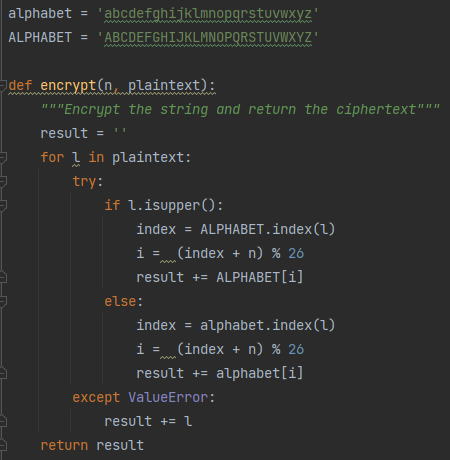 alphabet = 'abcdefghijklmnopqrstuvwxyz'
ALPHABET = 'ABCDEFGHIJKLMNOPQRSTUVWXYZ'
def encrypt(n, plaintext):
    """Encrypt the string and return the ciphertext"""
    result = ''
    for l in plaintext:
        try:
            if l.isupper():
                index = ALPHABET.index(l)
                i =  (index + n) % 26
                result += ALPHABET[i]
            else:
                index = alphabet.index(l)
                i =  (index + n) % 26
                result += alphabet[i]
        except ValueError:
            result += l
    return result